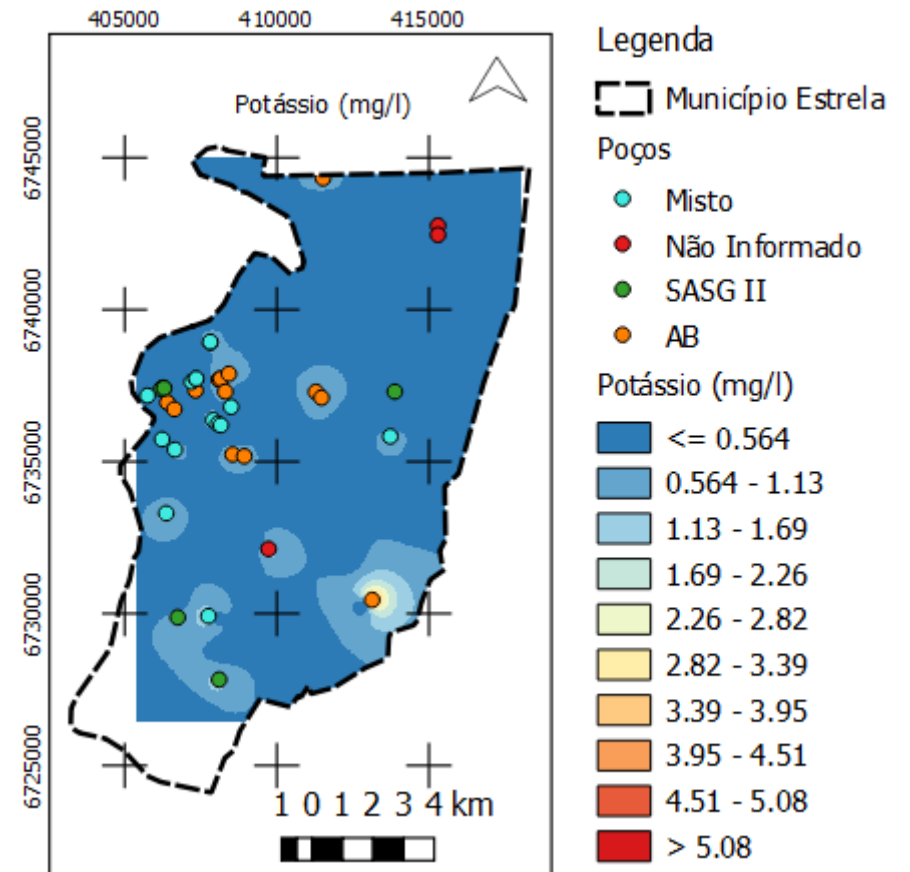 405000 410000 415000
Potássio (mg/l)
6745000
6740000
6735000
6730000
6725000
1 0 1 2 3 4 km
Legenda
Município Estrela
Poços
Misto
Não Informado
SASG II
AB
Potássio (mg/l)
<= 0.564
0.564 - 1.13
1.13 - 1.69
1.69 - 2.26
2.26 - 2.82
2.82 - 3.39
3.39 - 3.95
3.95 - 4.51
4.51 - 5.08
> 5.08